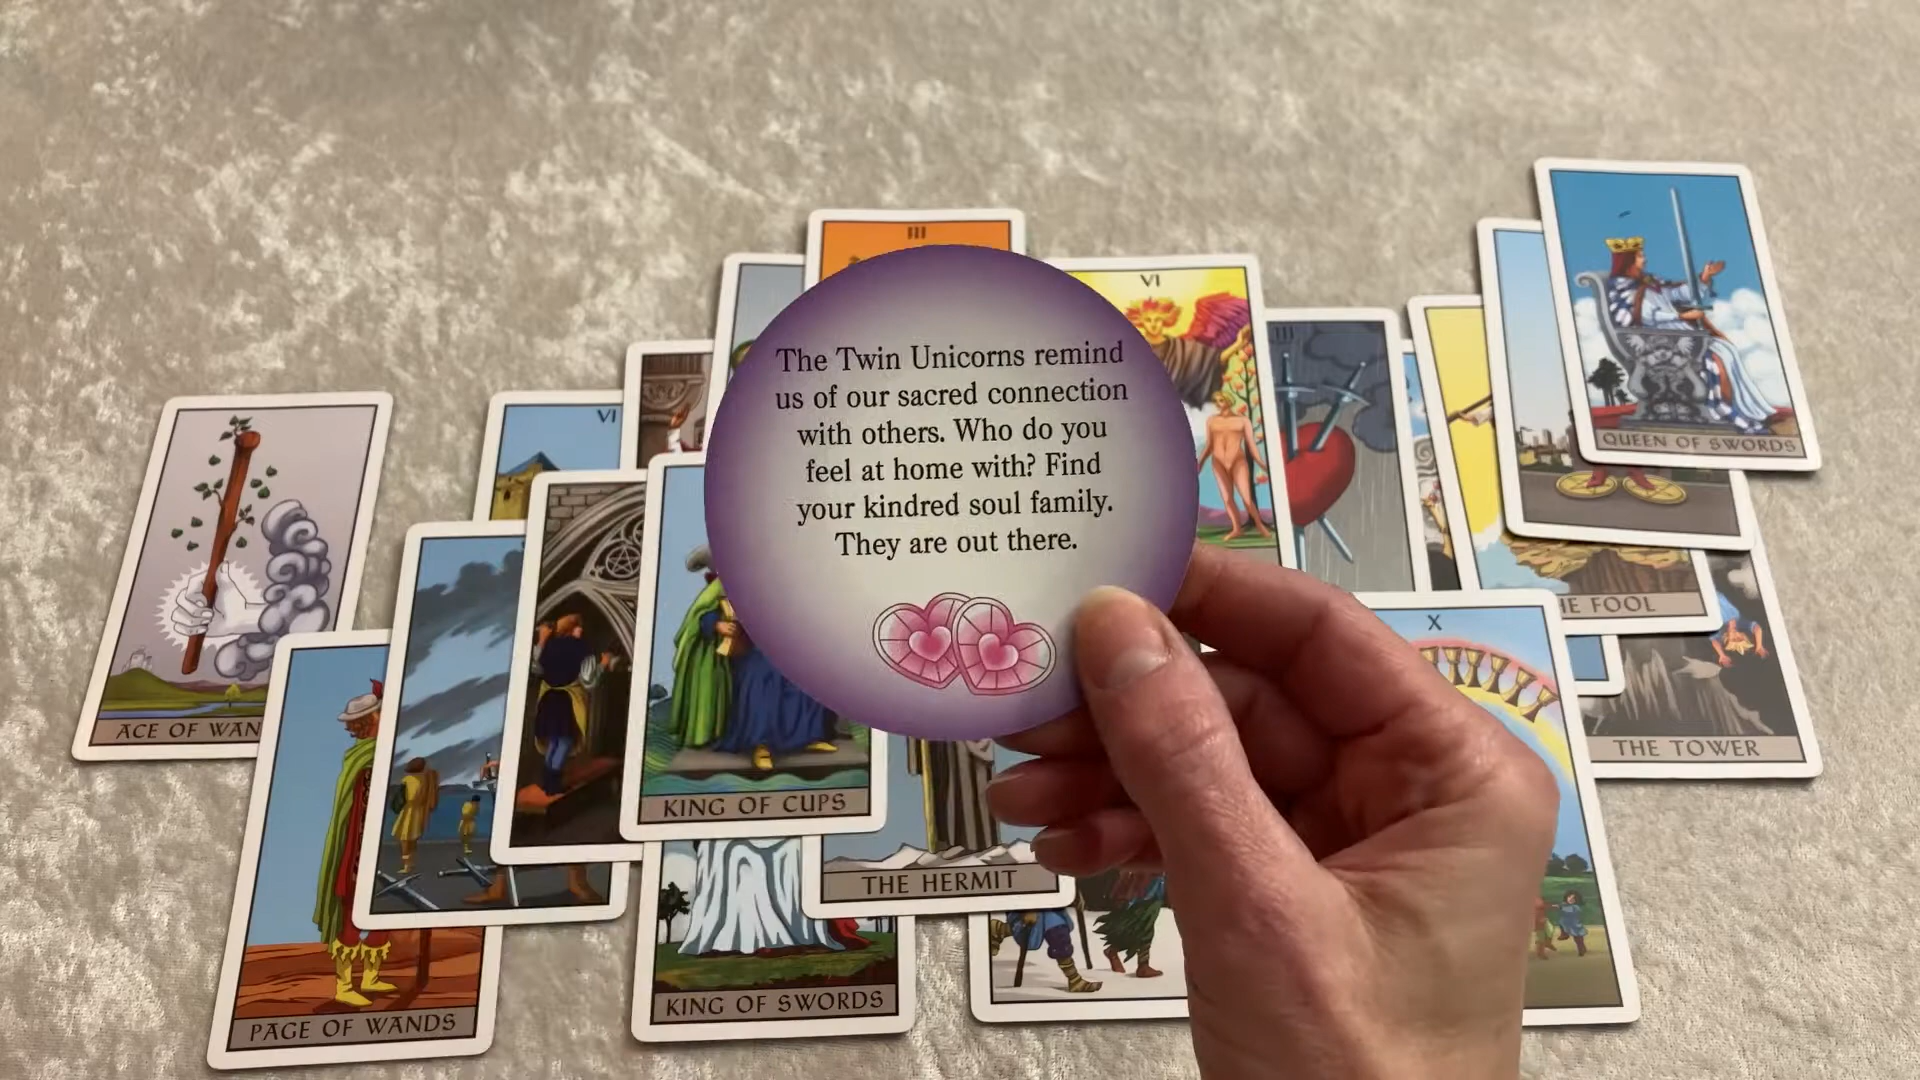 III
VI
III
QUEEN OF SWORDS
VI
The Twin Unicorns remind
us of our sacred connection
with others. Who do you
feel at home with? Find
your kindred soul family.
They are out there.
HE FOOL
X
ACE OF WAN
THE TOWER
KING OF CUPS
THE HERMIT
KING OF SWORDS
PAGE OF WANDS